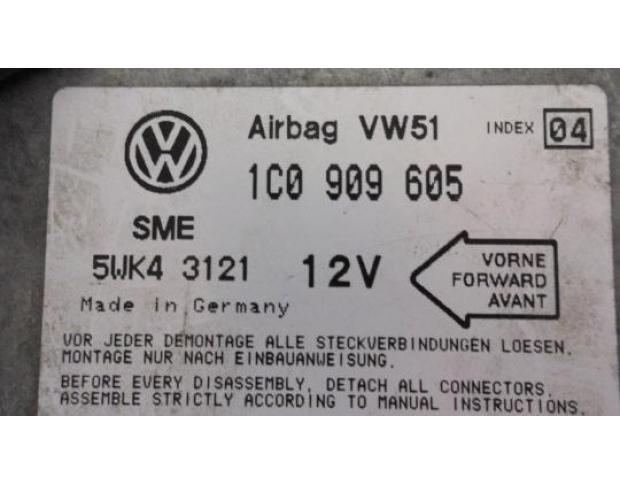 Airbag VW51 INDEX 04
1C0 909 605
SME
5WK4 3121 12V
VORNE
FORWARD
AVANT
Made in Germany
VOR JEDER DEMONTAGE ALLE STECKVERBINDUNGEN LOESEN.
MONTAGE NUR NACH EINBAUANWEISUNG.
BEFORE EVERY DISASSEMBLY, DETACH ALL CONNECTORS.
ASSEMBLE STRICTLY ACCORDING TO MANUAL INSTRUCTIONS.